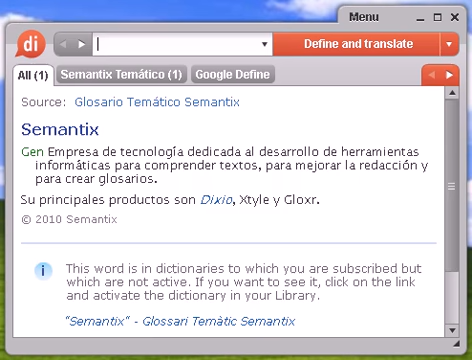 Menu
di
Define and translate
All (1)
Semantix Temático (1)
Google Define
Source: Glosario Temático Semantix
Semantix
Gen Empresa de tecnología dedicada al desarrollo de herramientas
informáticas para comprender textos, para mejorar la redacción y
para crear glosarios.
Su principales productos son Dixio, Xtyle y Gloxr.
© 2010 Semantix
i
This word is in dictionaries to which you are subscribed but
which are not active. If you want to see it, click on the link
and activate the dictionary in your Library.
"Semantix" - Glossari Temàtic Semantix